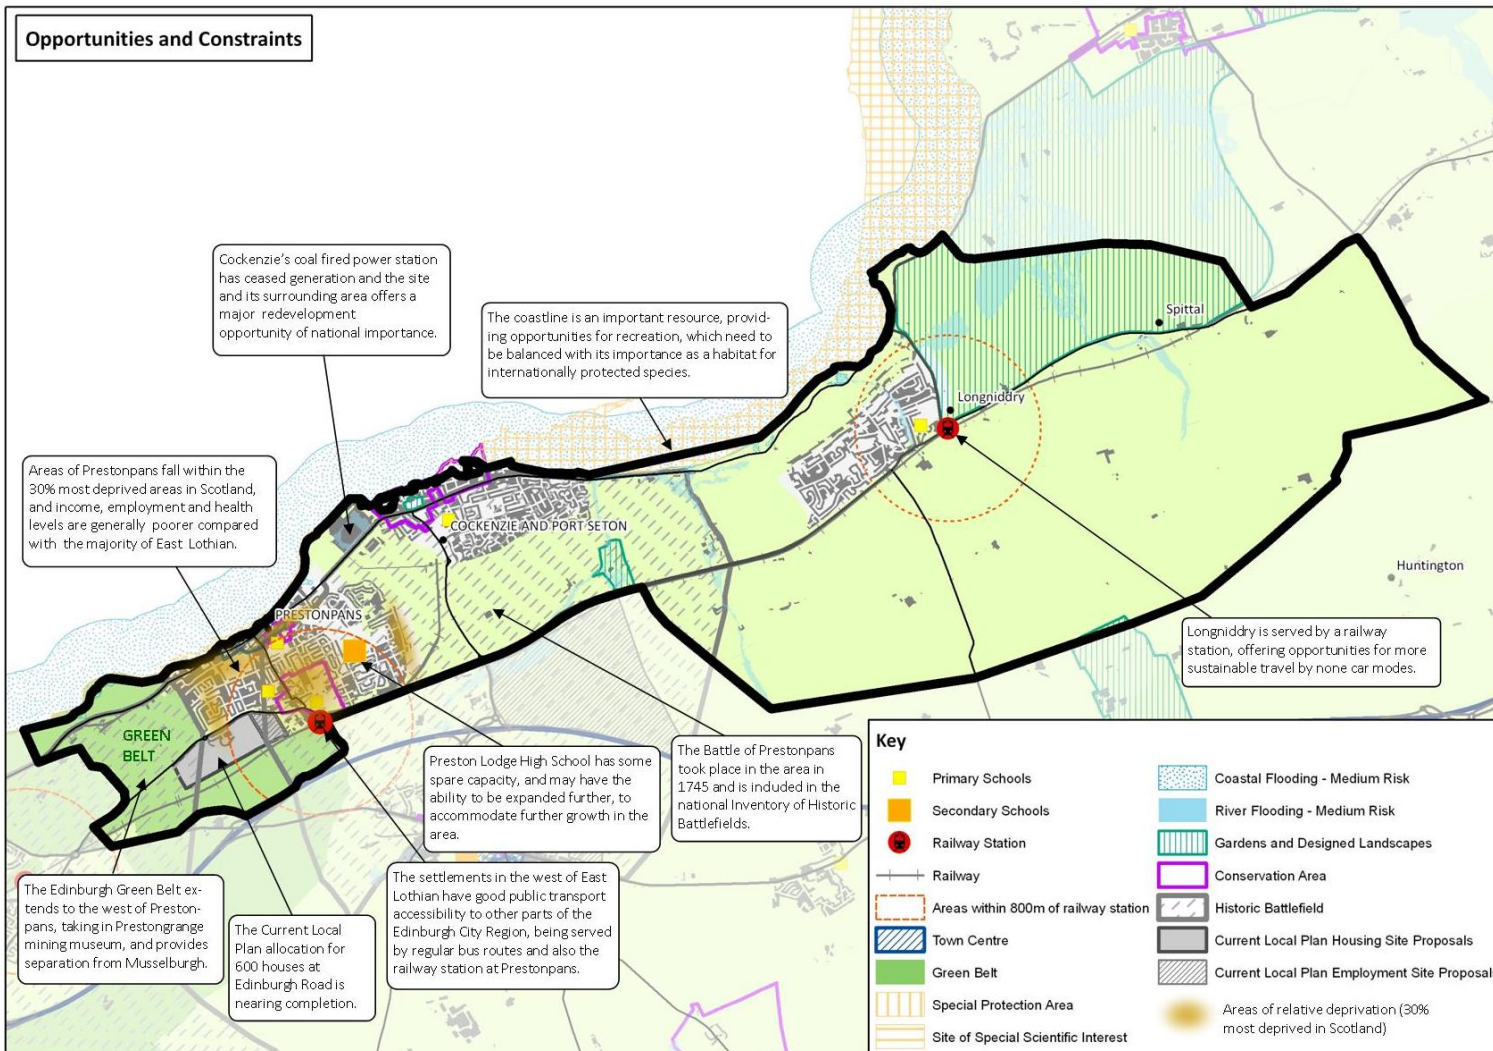 Opportunities and Constraints
Cockenzie's coal fired power station
has ceased generation and the site
and its surrounding area offers a
major redevelopment
opportunity of national importance.
The coastline is an important resource, provid-
ing opportunities for recreation, which need to
be balanced with its importance as a habitat for
internationally protected species.
Spittal
Longniddry
Areas of Prestonpans fall within the
30% most deprived areas in Scotland,
and income, employment and health
levels are generally poorer compared
with the majority of East Lothian.
COCKENZIE AND PORT SETON
Huntington
PRESTONPANS
Longniddry is served by a railway
station, offering opportunities for more
sustainable travel by none car modes.
GREEN
BELT
Preston Lodge High School has some
spare capacity, and may have the
ability to be expanded further, to
accommodate further growth in the
area.
The Battle of Prestonpans
took place in the area in
1745 and is included in the
national Inventory of Historic
Battlefields.
The Edinburgh Green Belt ex-
tends to the west of Preston-
pans, taking in Prestongrange
mining museum, and provides
separation from Musselburgh.
The Current Local
Plan allocation for
600 houses at
Edinburgh Road is
nearing completion.
The settlements in the west of East
Lothian have good public transport
accessibility to other parts of the
Edinburgh City Region, being served
by regular bus routes and also the
railway station at Prestonpans.
Key
Primary Schools
Secondary Schools
Railway Station
Railway
Areas within 800m of railway station
Town Centre
Green Belt
Special Protection Area
Site of Special Scientific Interest
Coastal Flooding - Medium Risk
River Flooding - Medium Risk
Gardens and Designed Landscapes
Conservation Area
Historic Battlefield
Current Local Plan Housing Site Proposals
Current Local Plan Employment Site Proposals
Areas of relative deprivation (30%
most deprived in Scotland)